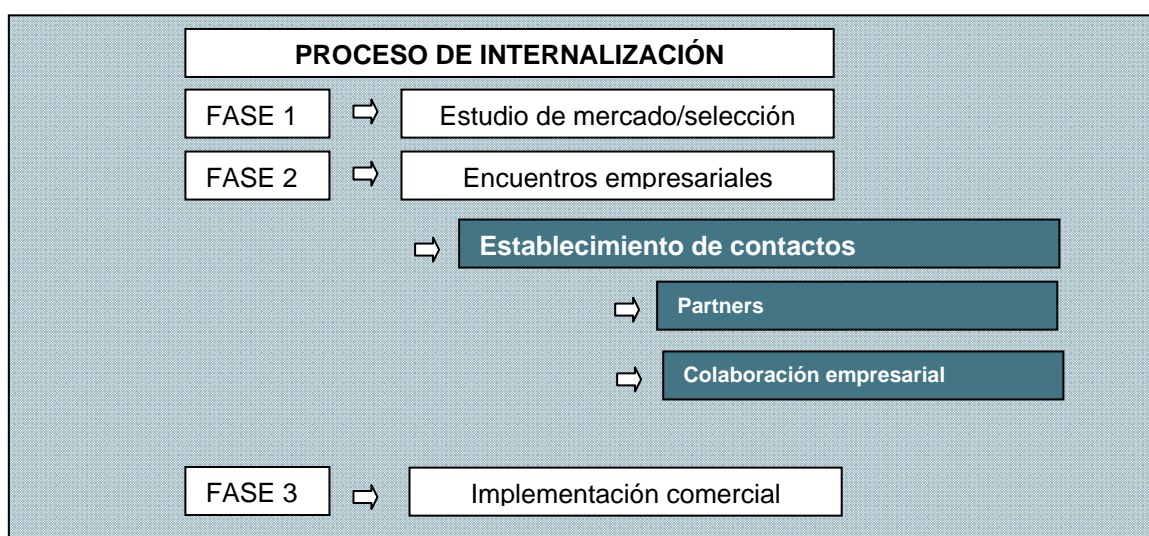 PROCESO DE INTERNALIZACIÓN
FASE 1
Estudio de mercado/selección
FASE 2
Encuentros empresariales
Establecimiento de contactos
Partners
Colaboración empresarial
FASE 3
Implementación comercial